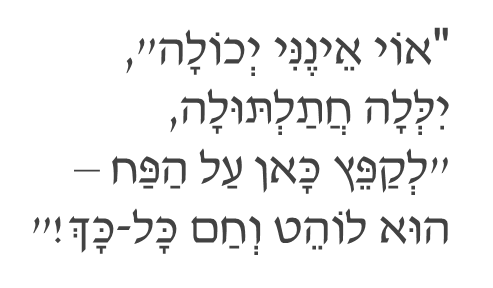 "אוֹי אֵינֶנִּי יְכוֹלָה",
יִלְּלָה חֲתַלְתּוּלָה,
"לְקַפֵּץ כָּאן עַל הַפַּח –
הוּא לוֹהֵט וְחַם כָּל-כָּךְ!"